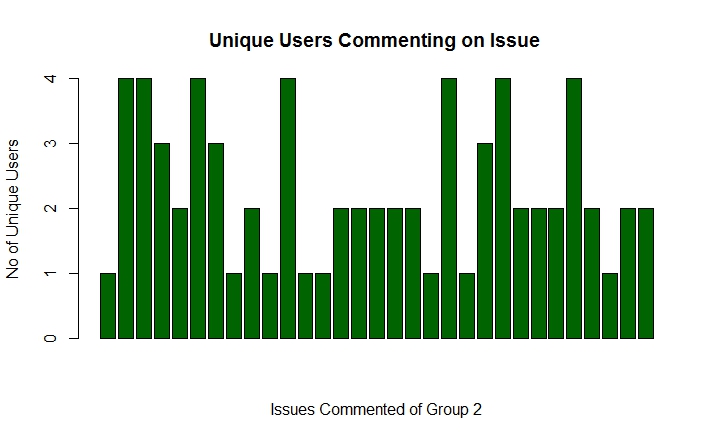 Unique Users Commenting on Issue
No of Unique Users
4
3
2
1
0
Issues Commented of Group 2